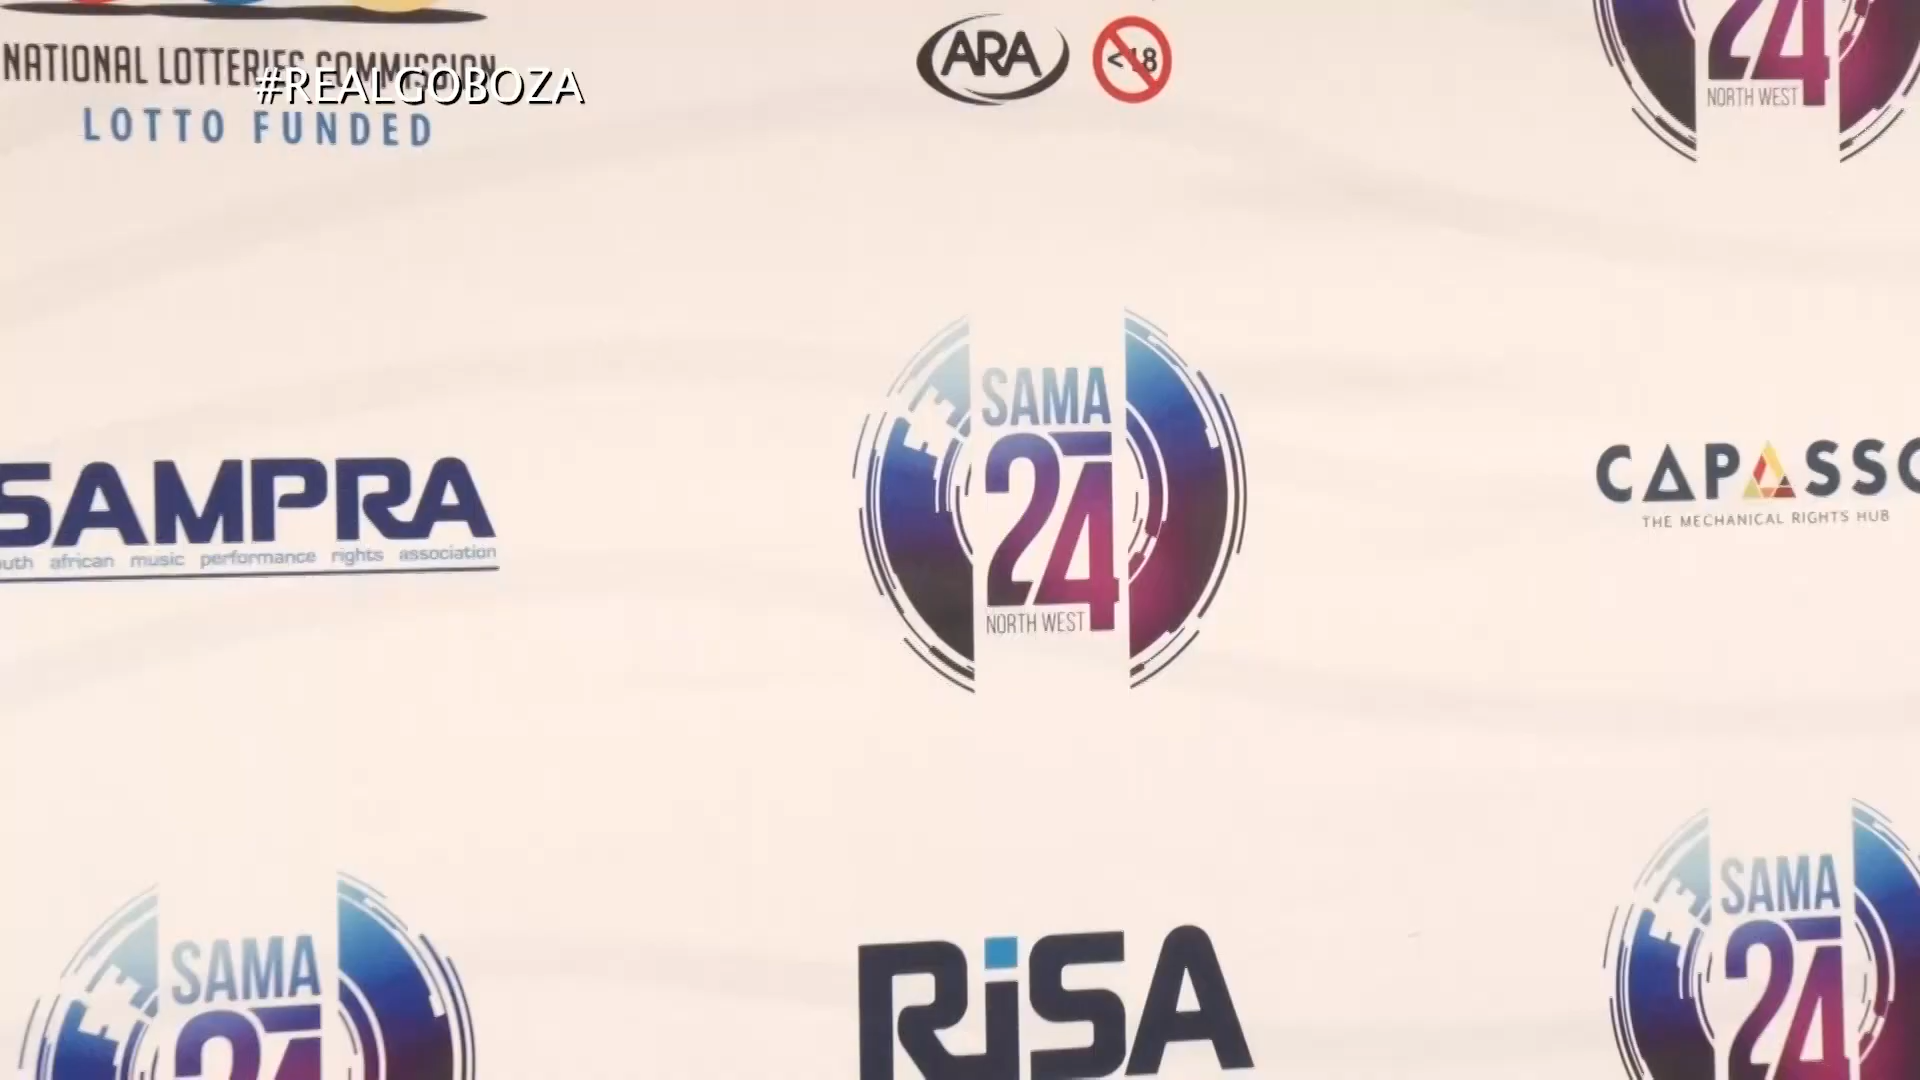 NATIONAL LOTTERIES COMMISSION
#REALGOBOZA
LOTTO FUNDED
ARA
<18
24
NORTH WEST
SAMPRA
outh african music performance rights association
SAMA
24
NORTH WEST
CAPASSO
THE MECHANICAL RIGHTS HUB
SAMA
24
RiSA
SAMA
24